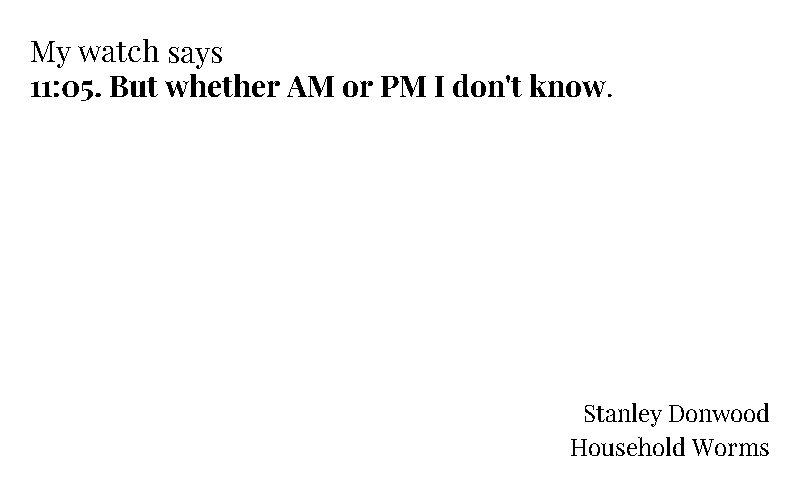 My watch says
11:05. But whether AM or PM I don't know.
Stanley Donwood
Household Worms